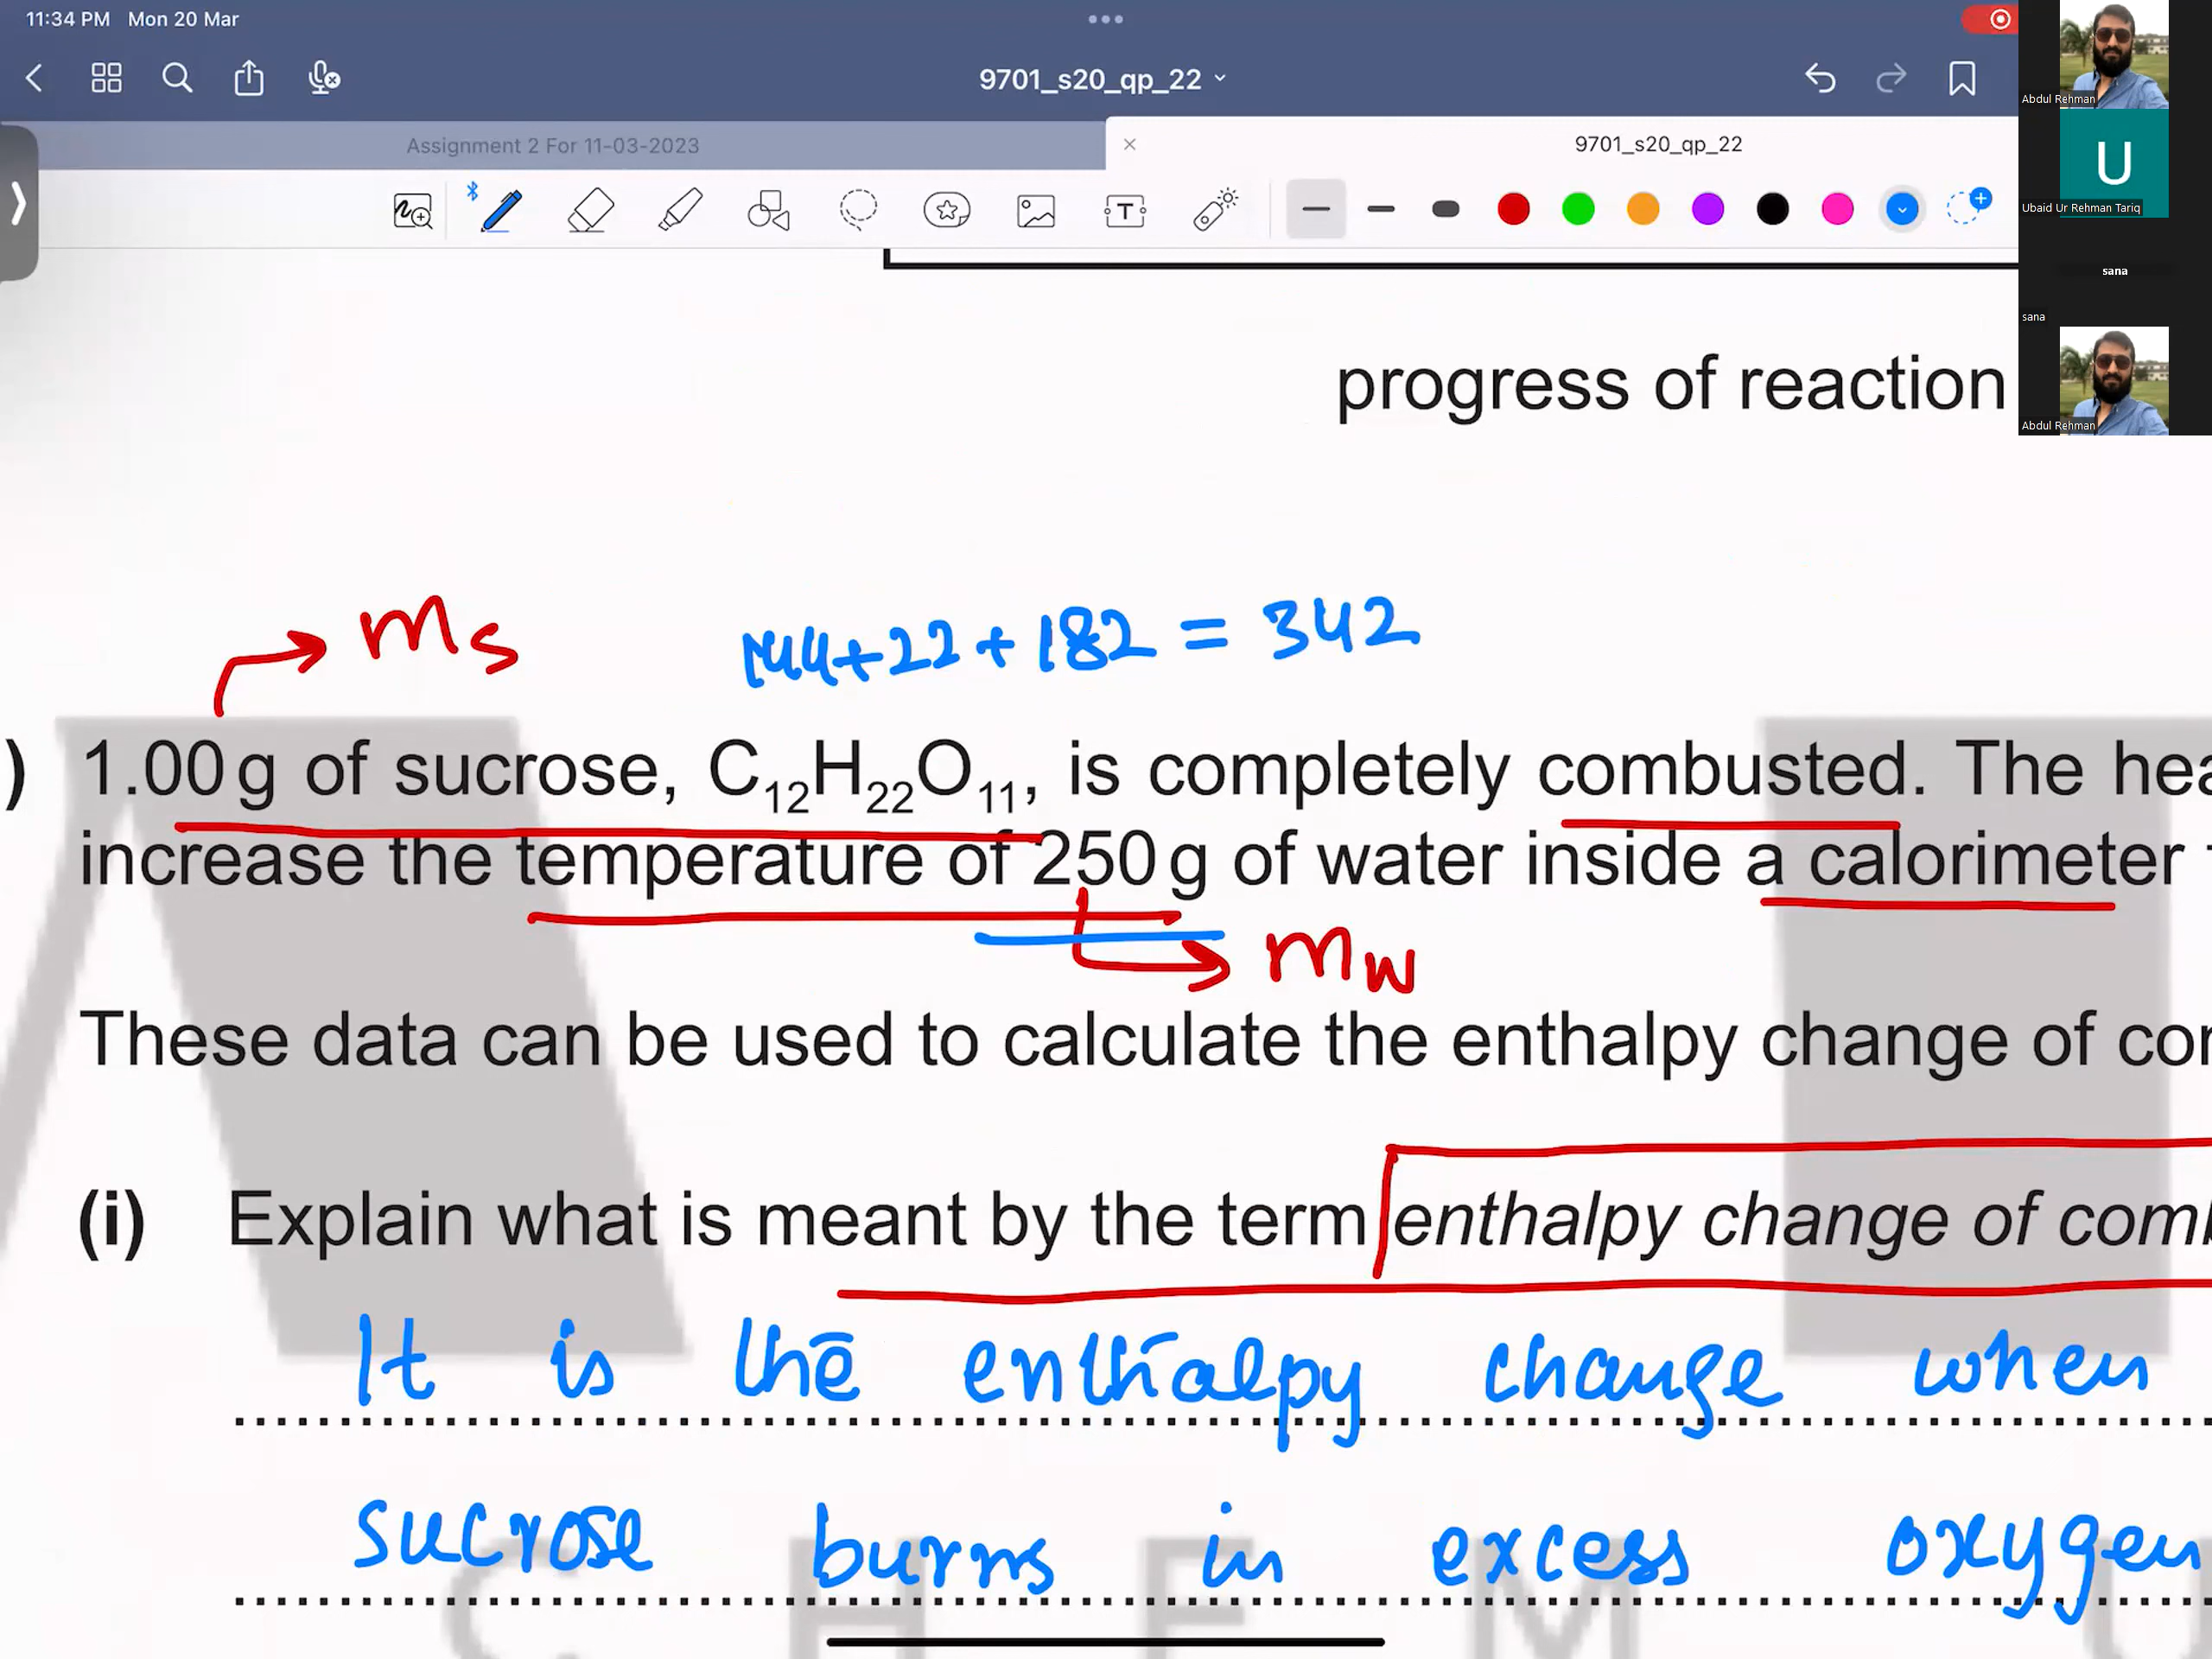 11:34 PM Mon 20 Mar
9701_s20_qp_22
Abdul Rehman
Assignment 2 For 11-03-2023
9701_s20_qp_22
U
Ubaid Ur Rehman Tariq
T
sana
sana
progress of reaction
Abdul Rehman
ms
144+22+182 = 342
) 1.00 g of sucrose, C₁₂H₂₂O₁₁, is completely combusted. The hea
increase the temperature of 250 g of water inside a calorimeter
mw
These data can be used to calculate the enthalpy change of co
(i) Explain what is meant by the term enthalpy change of com
It is the enthalpy change when
sucrose burns in excess oxygen
C H E M U